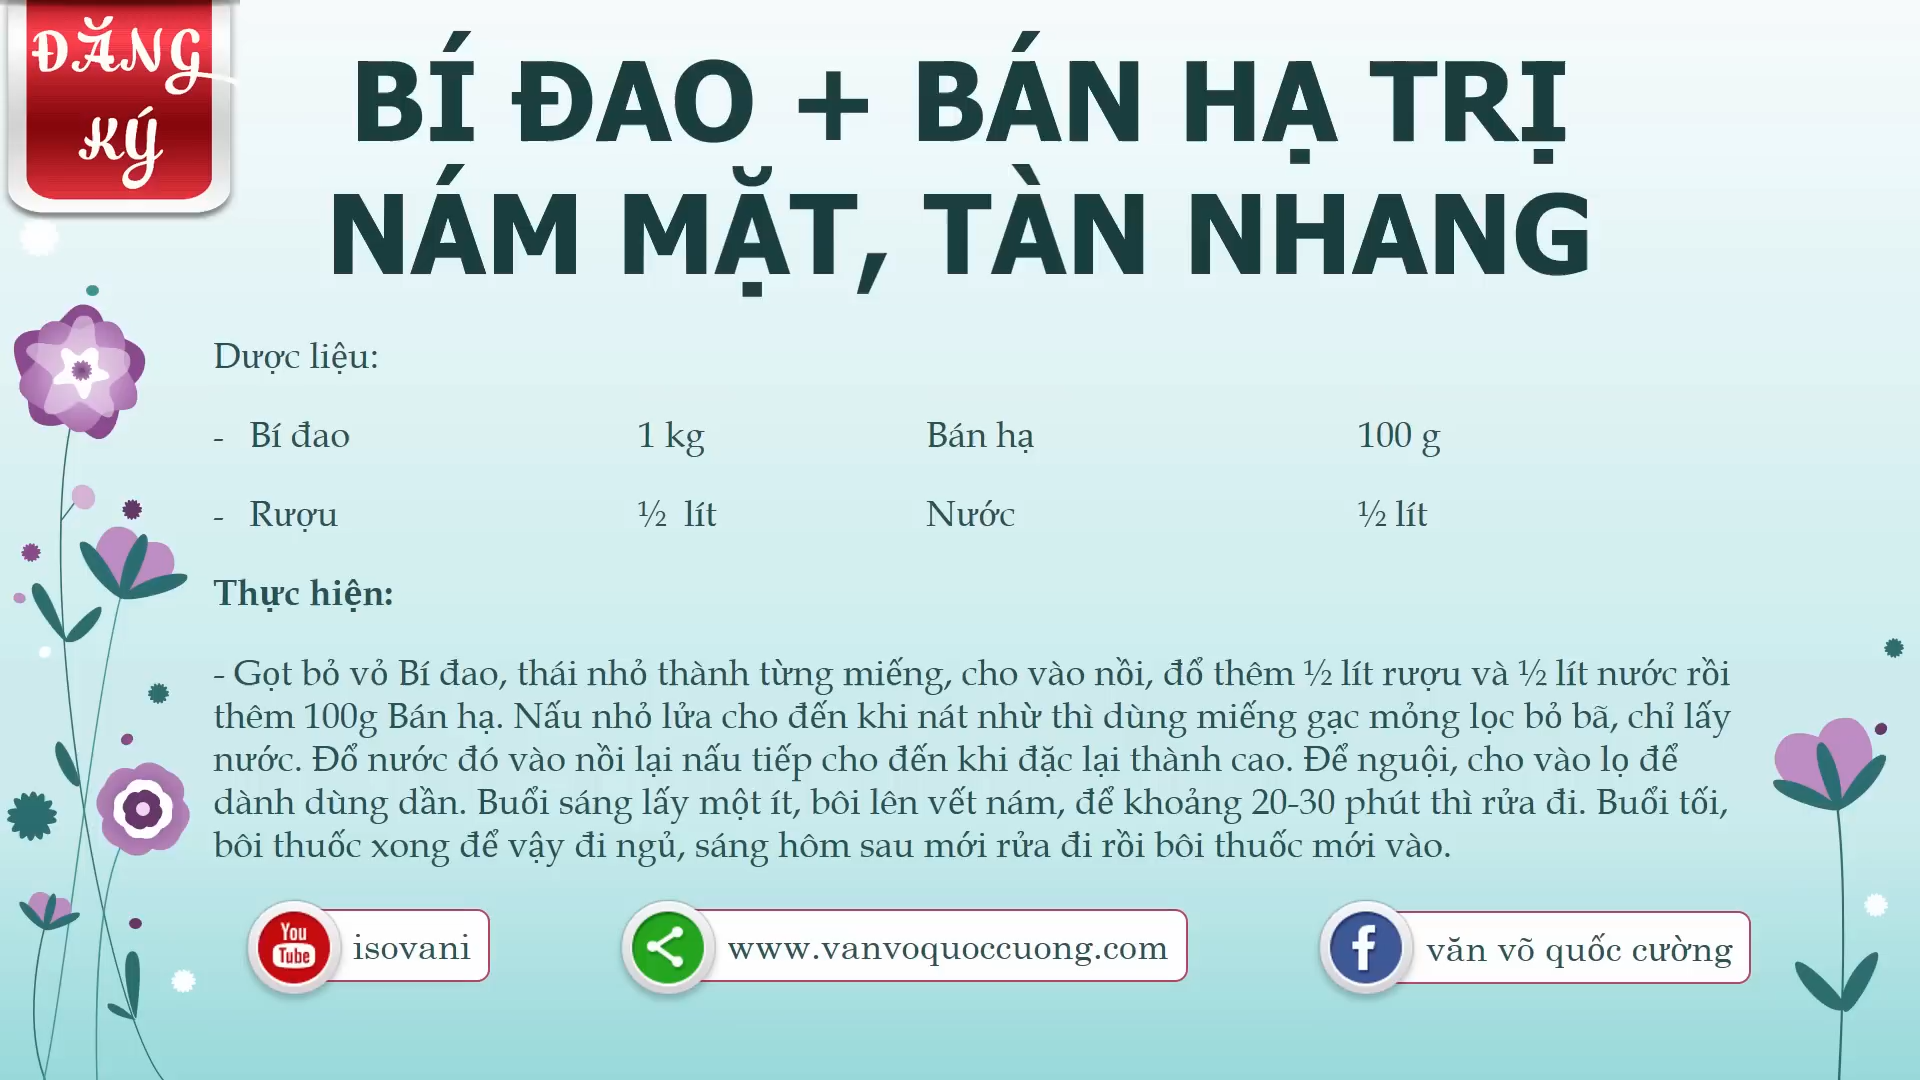 ĐĂNG
KÝ
BÍ ĐAO + BÁN HẠ TRỊ
NÁM MẶT, TÀN NHANG
Dược liệu:
- Bí đao 1 kg Bán hạ 100 g
- Rượu ½ lít Nước ½ lít
Thực hiện:
- Gọt bỏ vỏ Bí đao, thái nhỏ thành từng miếng, cho vào nồi, đổ thêm ½ lít rượu và ½ lít nước rồi
thêm 100g Bán hạ. Nấu nhỏ lửa cho đến khi nát nhừ thì dùng miếng gạc mỏng lọc bỏ bã, chỉ lấy
nước. Đổ nước đó vào nồi lại nấu tiếp cho đến khi đặc lại thành cao. Để nguội, cho vào lọ để
dành dùng dần. Buổi sáng lấy một ít, bôi lên vết nám, để khoảng 20-30 phút thì rửa đi. Buổi tối,
bôi thuốc xong để vậy đi ngủ, sáng hôm sau mới rửa đi rồi bôi thuốc mới vào.
You
Tube
isovani
www.vanvoquoccuong.com
f
văn võ quốc cường